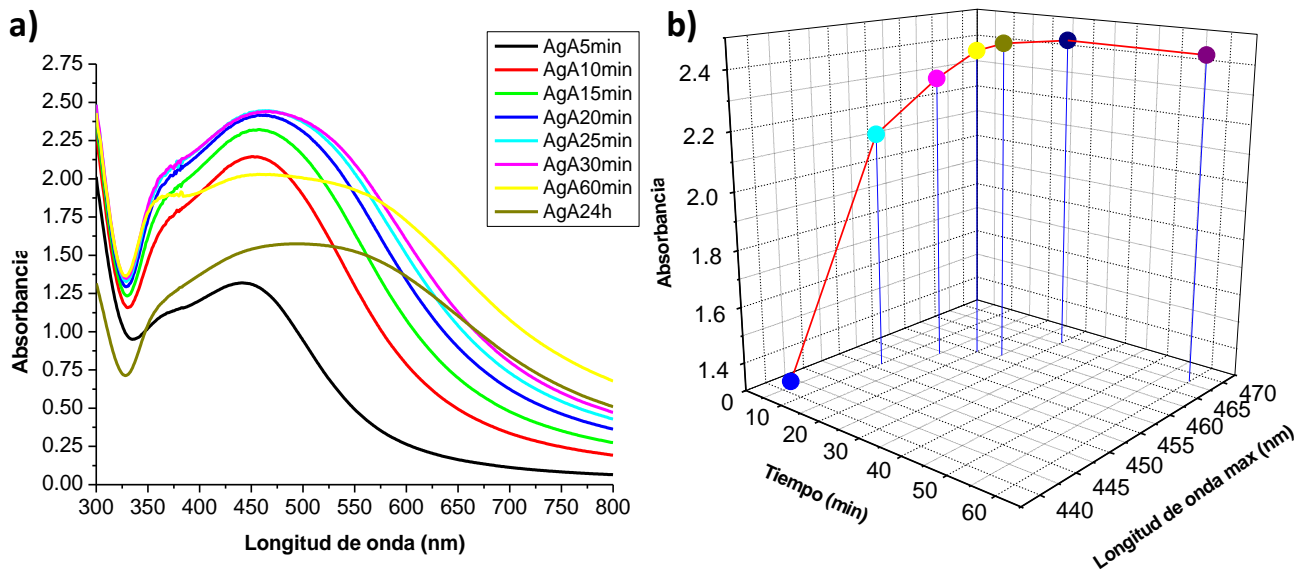 a)
AgA5min
AgA10min
AgA15min
AgA20min
AgA25min
AgA30min
AgA60min
AgA24h
2.75
2.50
2.25
2.00
1.75
1.50
1.25
1.00
0.75
0.50
0.25
0.00
Absorbancia
300 350 400 450 500 550 600 650 700 750 800
Longitud de onda (nm)
b)
2.4
2.2
2.0
1.8
1.6
1.4
Absorbancia
0 10 20 30 40 50 60
Tiempo (min)
440 445 450 455 460 465 470
Longitud de onda max (nm)